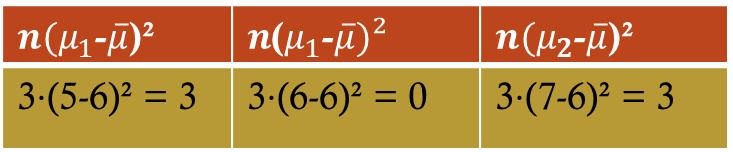 n(μ₁-μ̄)² n(μ₁-μ̄)² n(μ₂-μ̄)²
3·(5-6)² = 3 3·(6-6)² = 0 3·(7-6)² = 3